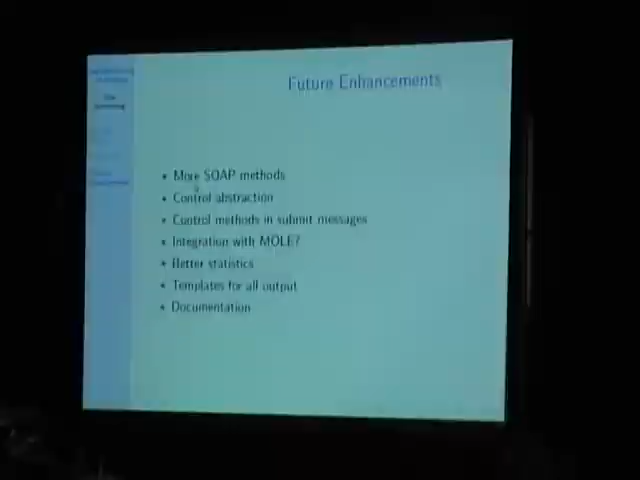 Future Enhancements
• More SOAP methods
• Control abstraction
• Control methods in submit messages
• Integration with MOLE?
• Better statistics
• Templates for all output
• Documentation